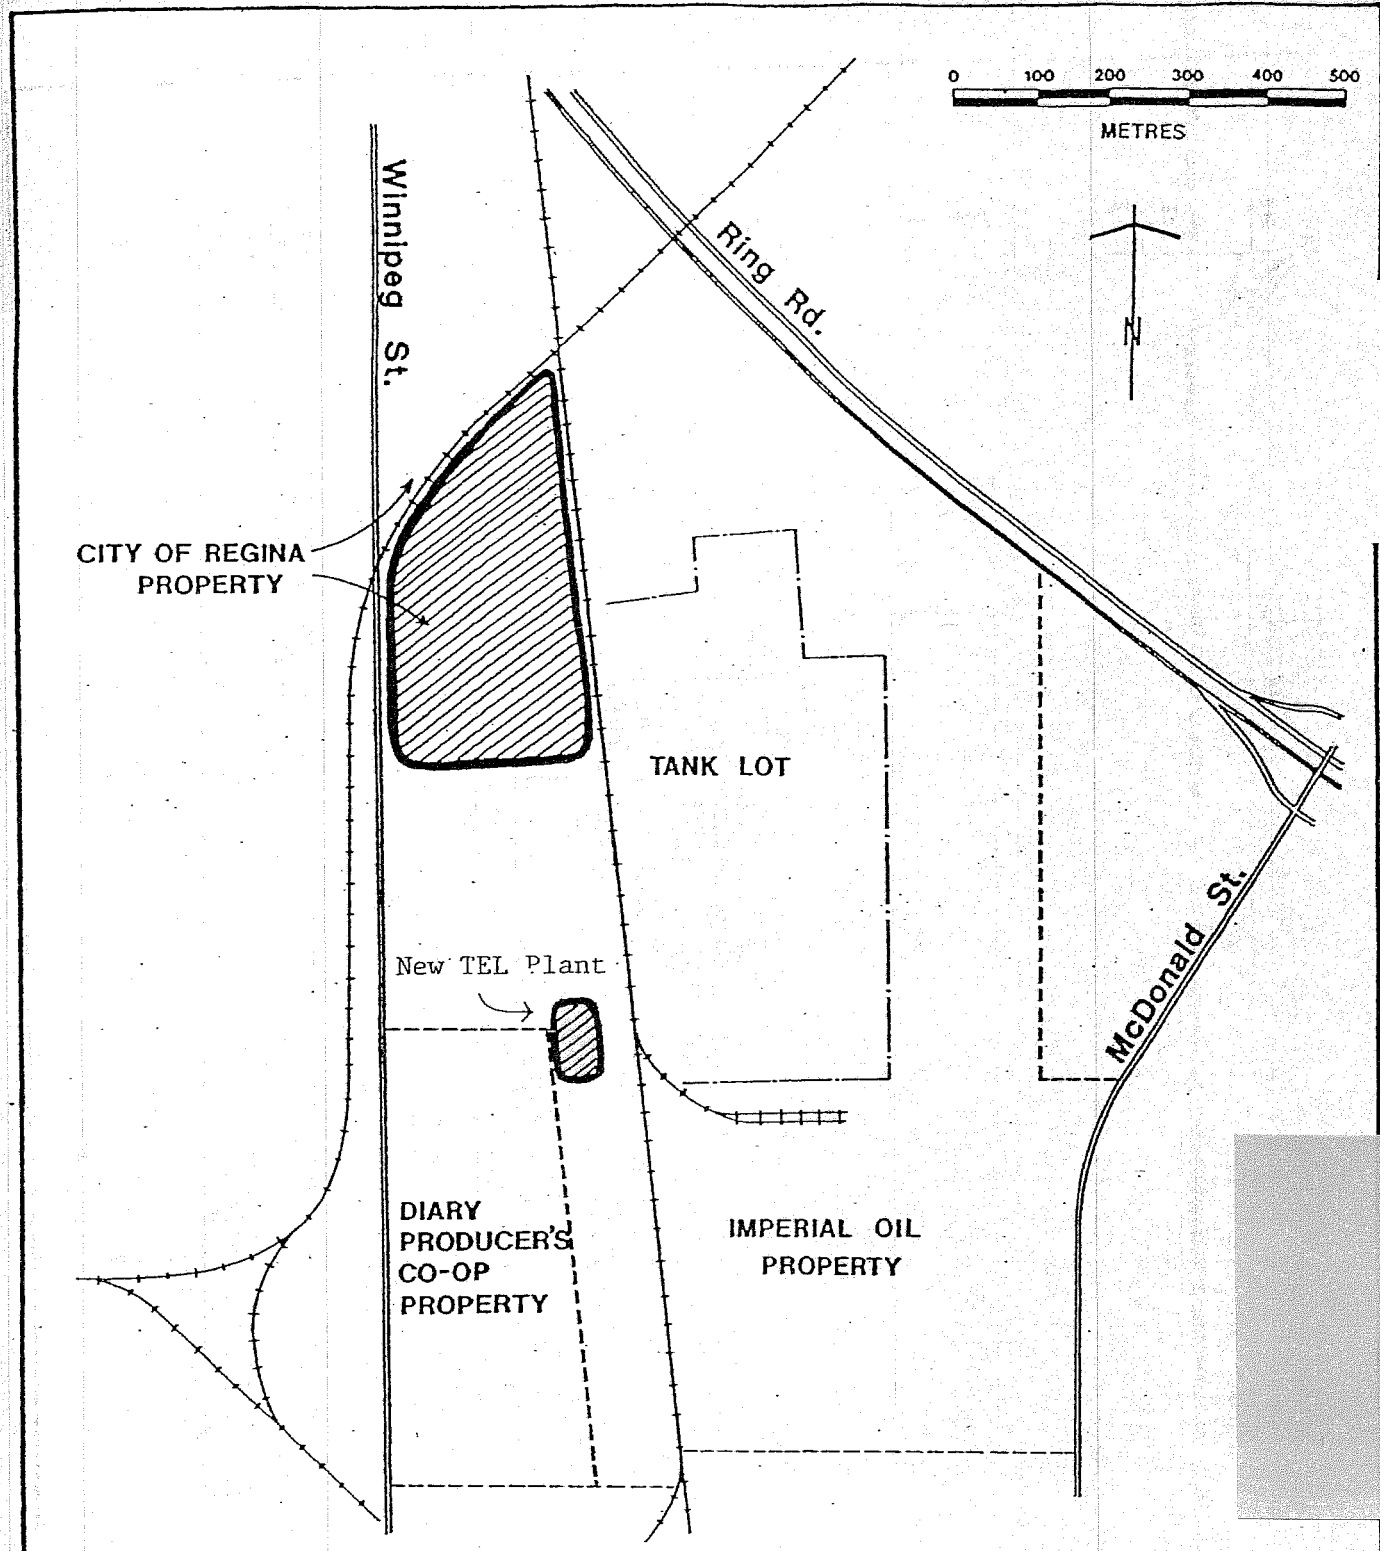 0 100 200 300 400 500
METRES
N
Winnipeg St.
Ring Rd.
CITY OF REGINA
PROPERTY
TANK LOT
New TEL Plant
McDonald St.
DIARY
PRODUCER'S
CO-OP
PROPERTY
IMPERIAL OIL
PROPERTY